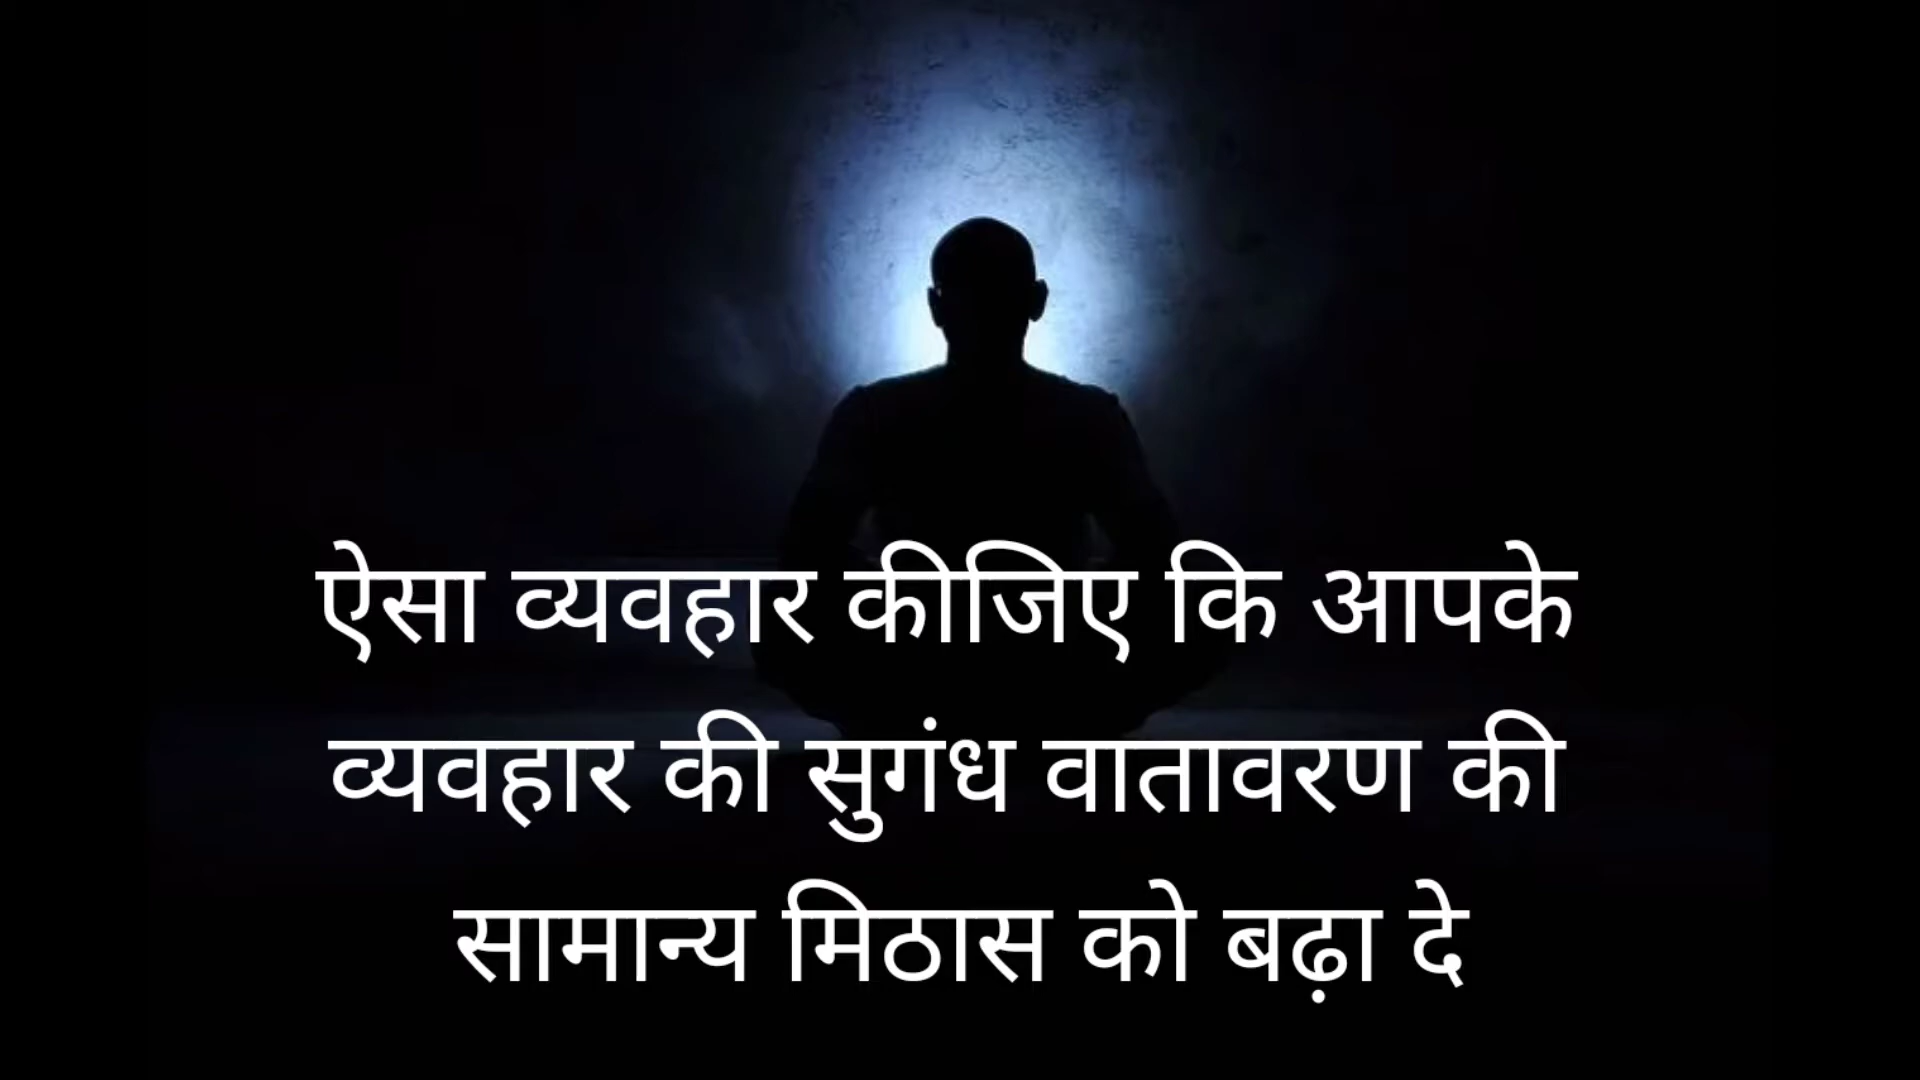 ऐसा व्यवहार कीजिए कि आपके
व्यवहार की सुगंध वातावरण की
सामान्य मिठास को बढ़ा दे